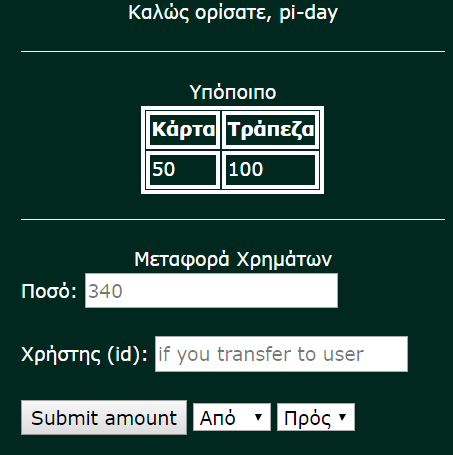 Καλώς ορίσατε, pi-day
Υπόποιπο
Κάρτα Τράπεζα
50 100
Μεταφορά Χρημάτων
Ποσό: 340
Χρήστης (id): if you transfer to user
Submit amount Από Πρός